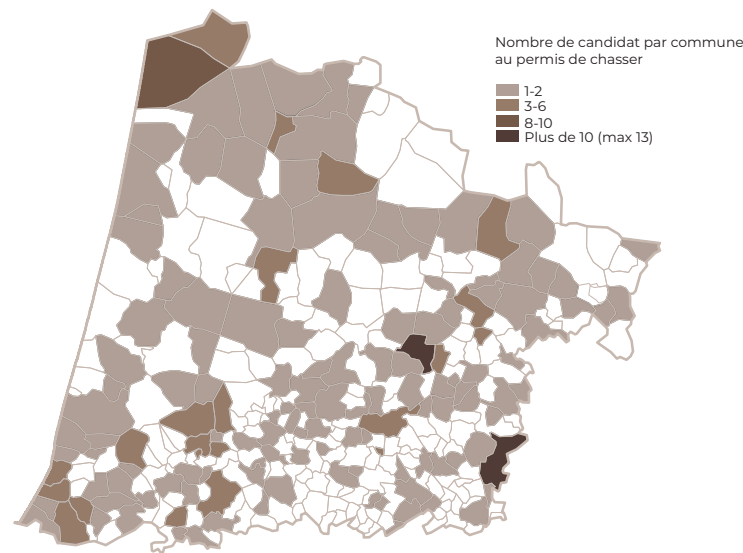 Nombre de candidat par commune
au permis de chasser
1-2
3-6
8-10
Plus de 10 (max 13)